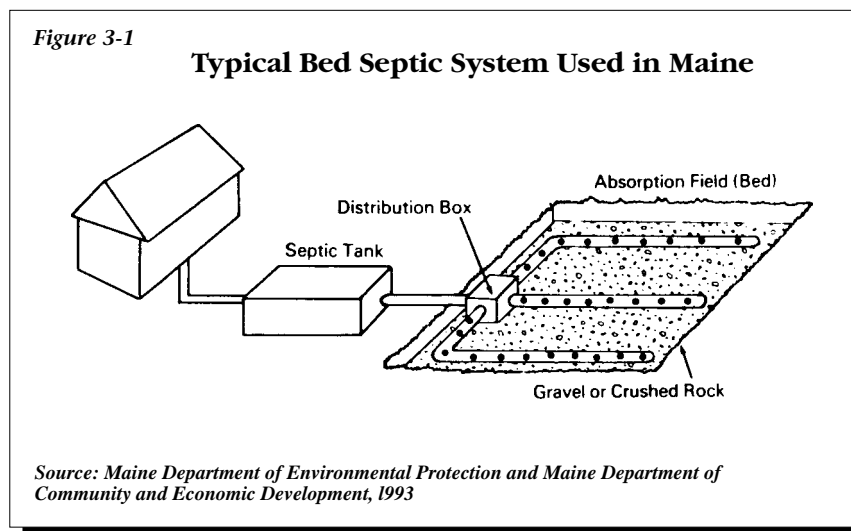 Figure 3-1
Typical Bed Septic System Used in Maine
Absorption Field (Bed)
Distribution Box
Septic Tank
Gravel or Crushed Rock
Source: Maine Department of Environmental Protection and Maine Department of
Community and Economic Development, l993